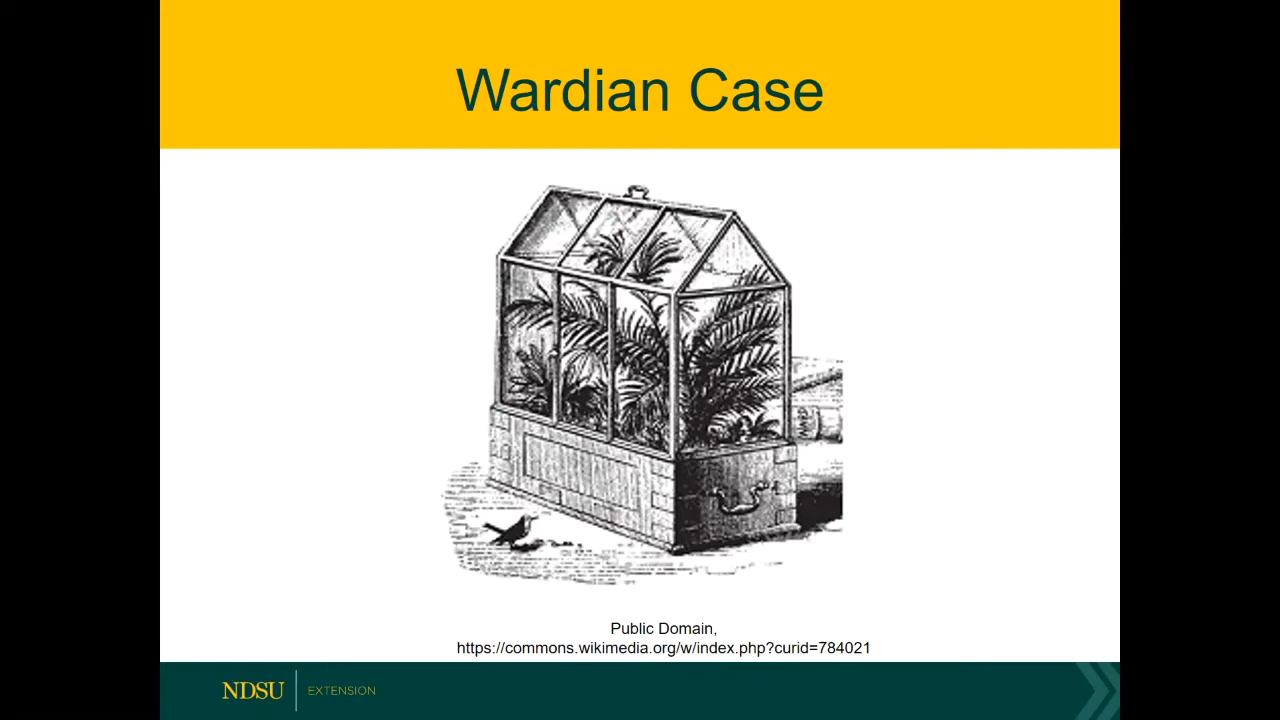 Wardian Case
Public Domain,
https://commons.wikimedia.org/w/index.php?curid=784021
NDSU EXTENSION